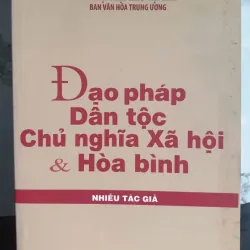 BAN VĂN HÓA TRUNG ƯƠNG
Đạo pháp
Dân tộc
Chủ nghĩa Xã hội
& Hòa bình
NHIỀU TÁC GIẢ